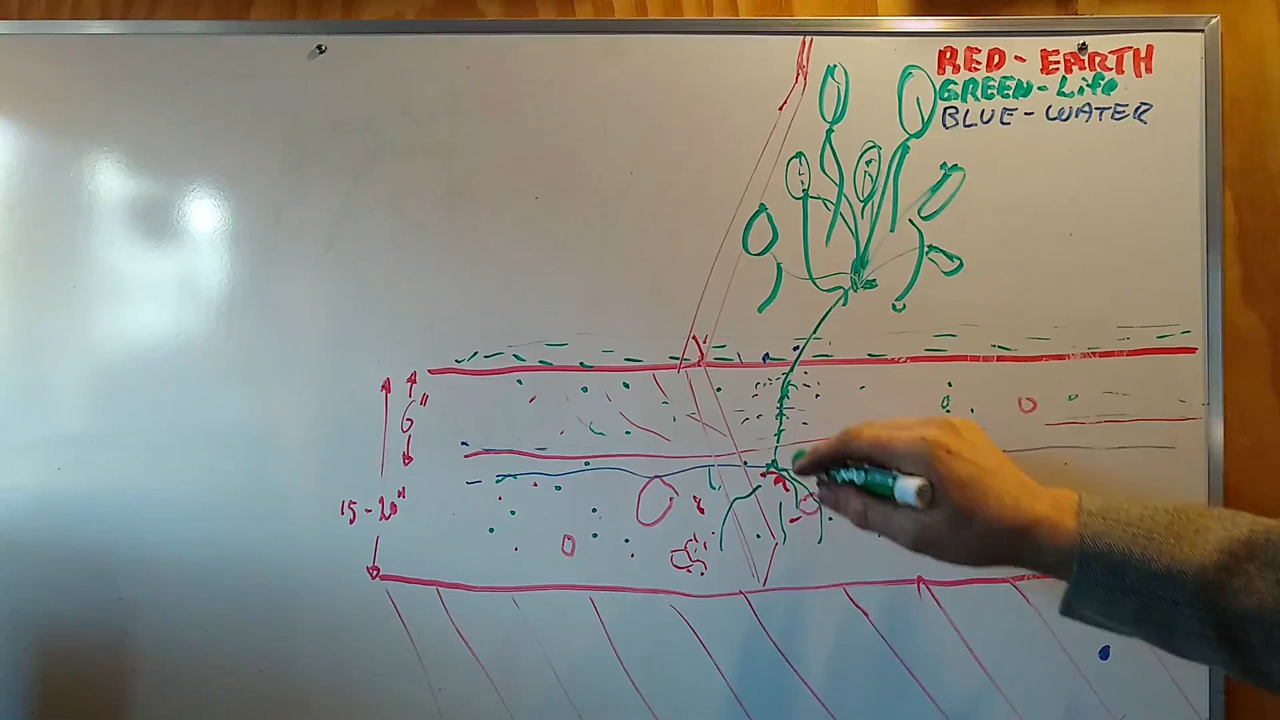 RED - EARTH
GREEN - Life
BLUE - WATER
6"
15-20"